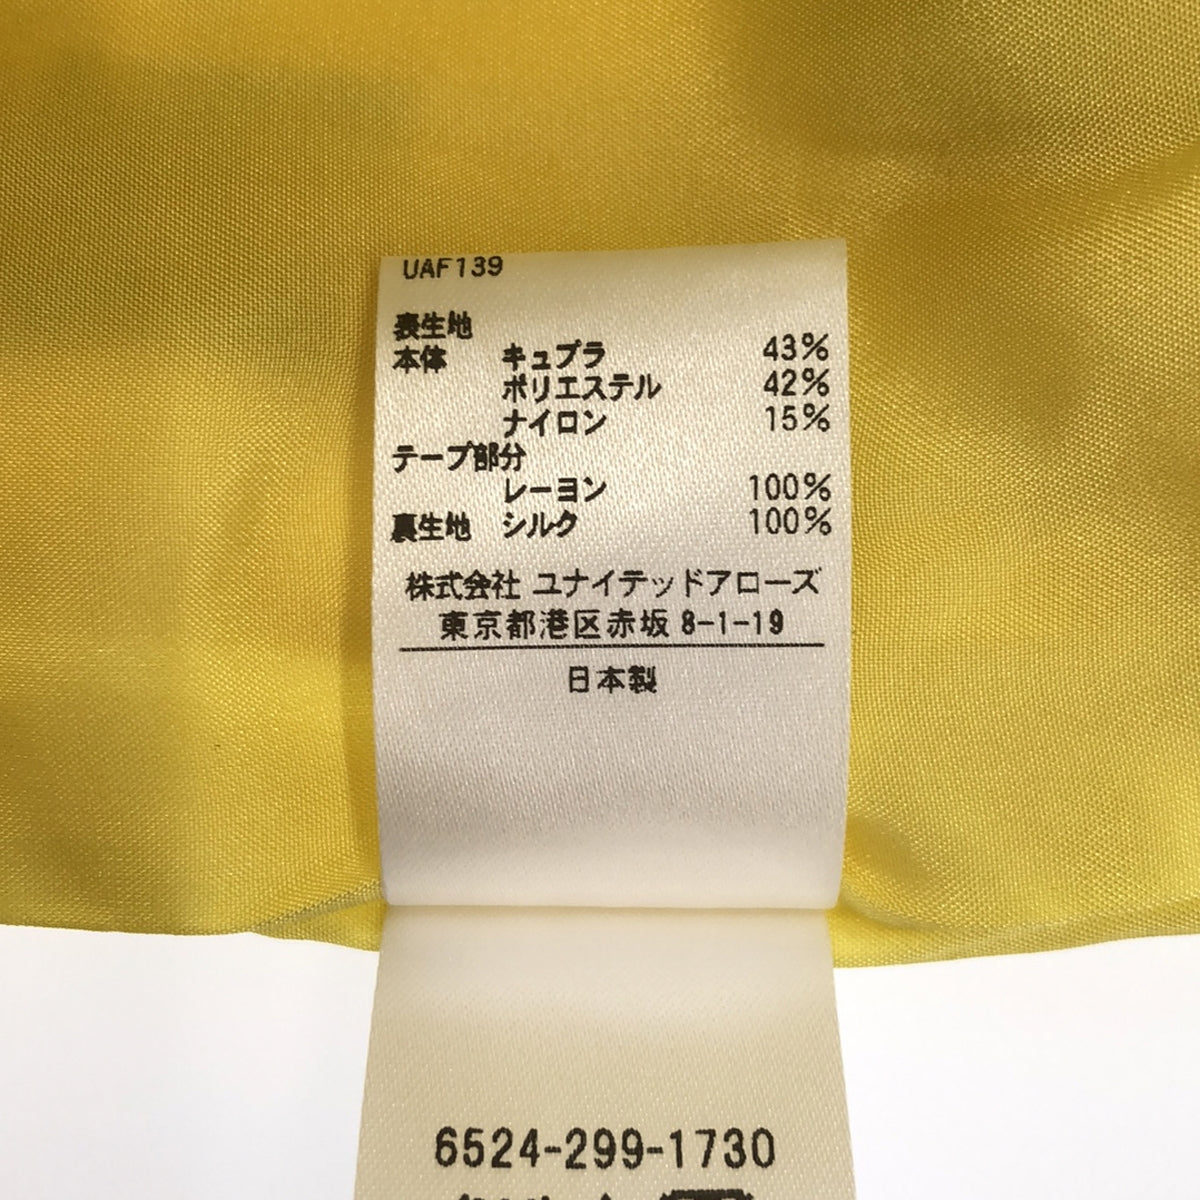 UAF139
表生地
本体 キュプラ 43%
ポリエステル 42%
ナイロン 15%
テープ部分
レーヨン 100%
裏生地 シルク 100%
株式会社 ユナイテッドアローズ
東京都港区赤坂 8-1-19
日本製
6524-299-1730